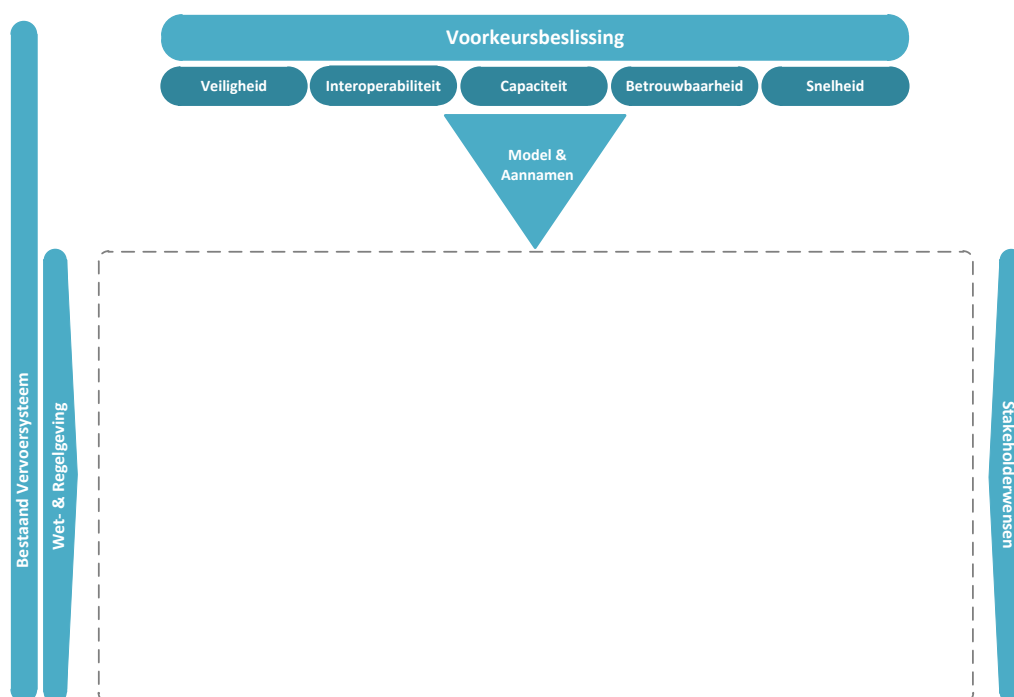 Voorkeursbeslissing
Veiligheid
Interoperabiliteit
Capaciteit
Betrouwbaarheid
Snelheid
Model &
Aannamen
Bestaand Vervoersysteem
Wet- & Regelgeving
Stakeholderwensen